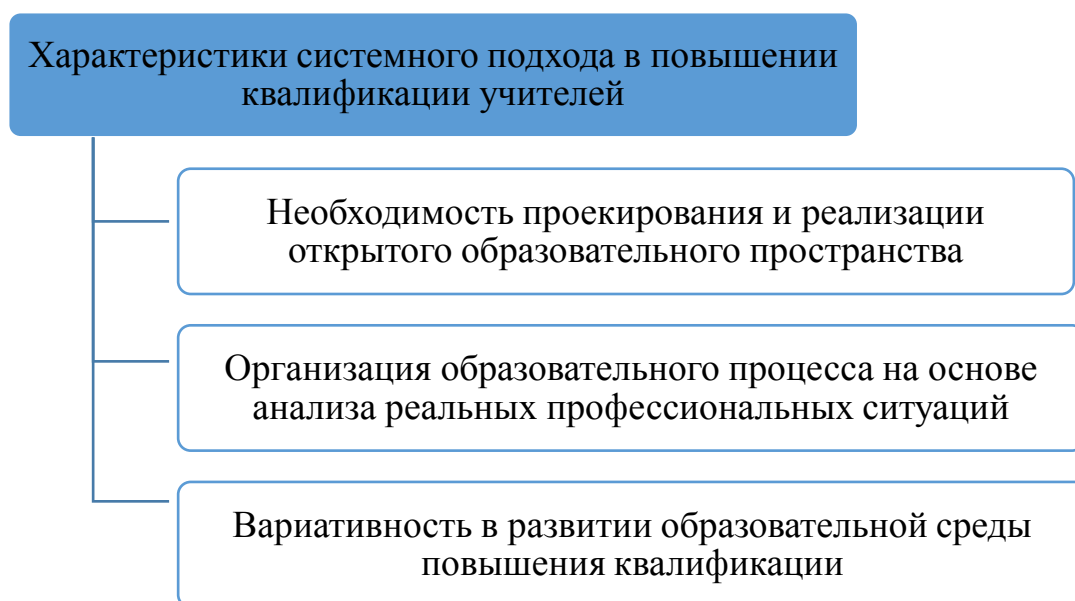 Характеристики системного подхода в повышении
квалификации учителей
Необходимость проекирования и реализации
открытого образовательного пространства
Организация образовательного процесса на основе
анализа реальных профессиональных ситуаций
Вариативность в развитии образовательной среды
повышения квалификации